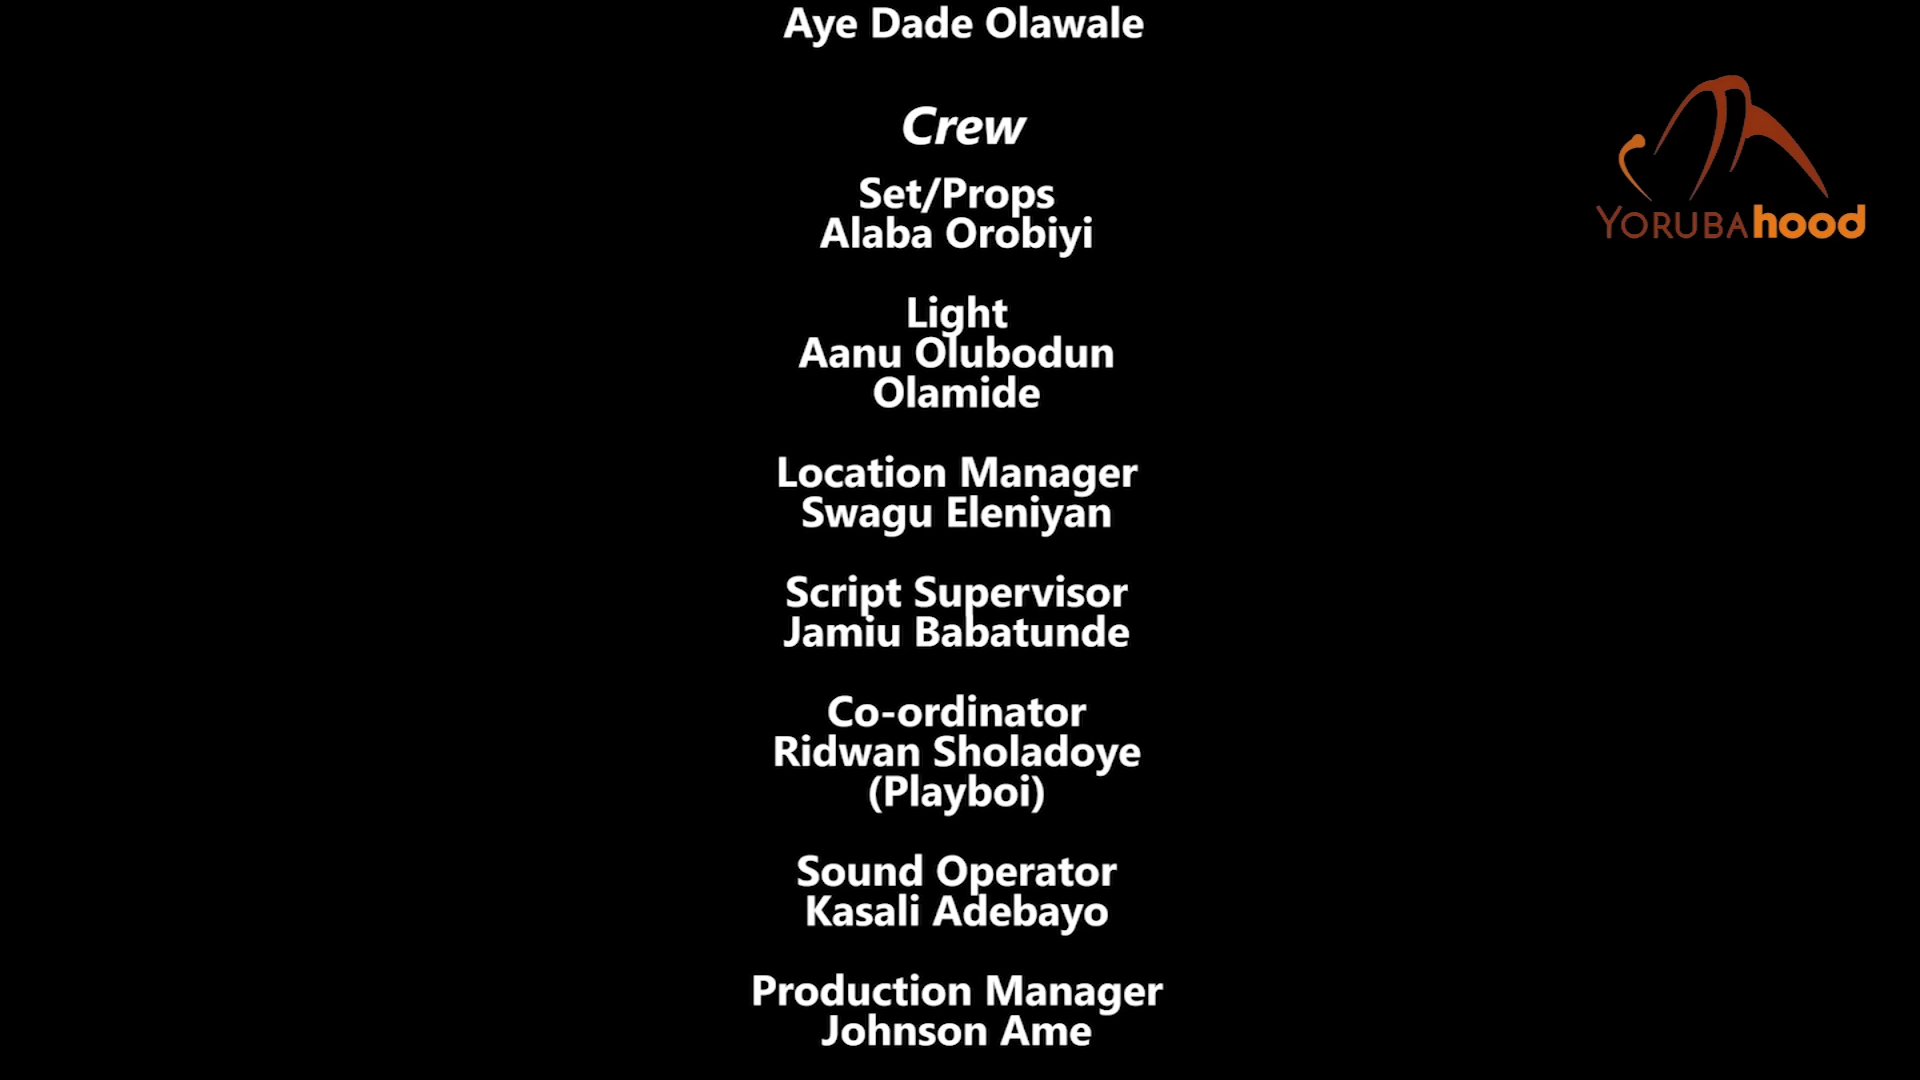 Aye Dade Olawale
Crew
Set/Props
Alaba Orobiyi
Light
Aanu Olubodun
Olamide
Location Manager
Swagu Eleniyan
Script Supervisor
Jamiu Babatunde
Co-ordinator
Ridwan Sholadoye
(Playboi)
Sound Operator
Kasali Adebayo
Production Manager
Johnson Ame
YORUBAhood